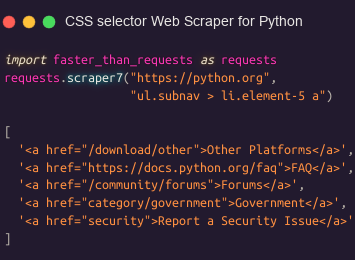 CSS selector Web Scraper for Python
import faster_than_requests as requests
requests.scraper7("https://python.org",
"ul.subnav > li.element-5 a")
[
'<a href="/download/other">Other Platforms</a>',
'<a href="https://docs.python.org/faq">FAQ</a>',
'<a href="/community/forums">Forums</a>',
'<a href="category/government">Government</a>',
'<a href="security">Report a Security Issue</a>'
]